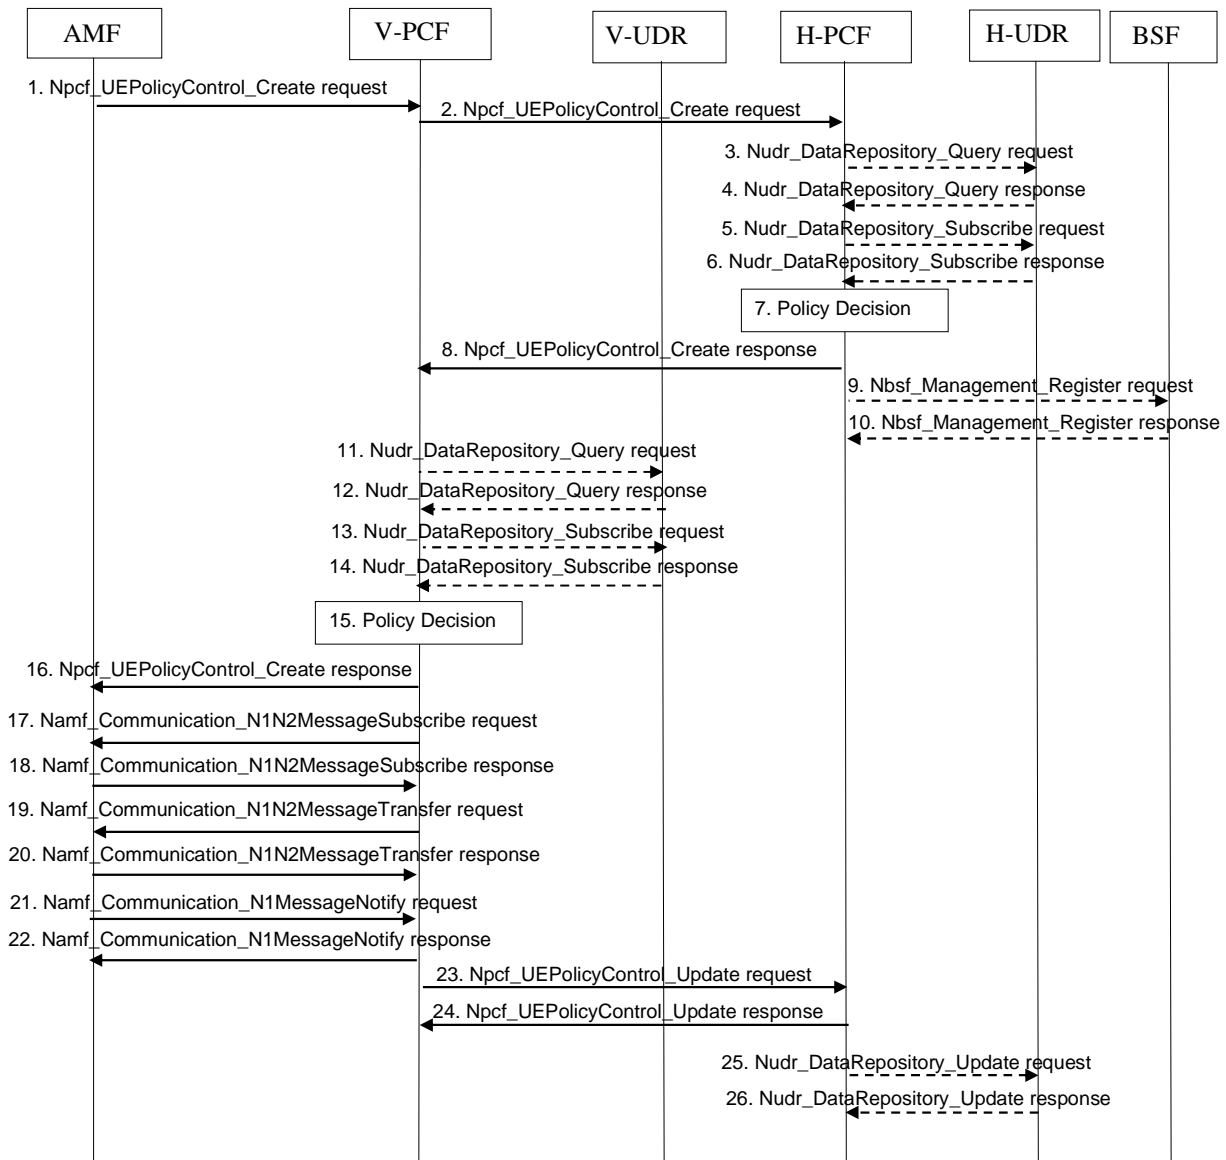 AMF
V-PCF
V-UDR
H-PCF
H-UDR
BSF
1. Npcf_UEPolicyControl_Create request
2. Npcf_UEPolicyControl_Create request
3. Nudr_DataRepository_Query request
4. Nudr_DataRepository_Query response
5. Nudr_DataRepository_Subscribe request
6. Nudr_DataRepository_Subscribe response
7. Policy Decision
8. Npcf_UEPolicyControl_Create response
9. Nbsf_Management_Register request
10. Nbsf_Management_Register response
11. Nudr_DataRepository_Query request
12. Nudr_DataRepository_Query response
13. Nudr_DataRepository_Subscribe request
14. Nudr_DataRepository_Subscribe response
15. Policy Decision
16. Npcf_UEPolicyControl_Create response
17. Namf_Communication_N1N2MessageSubscribe request
18. Namf_Communication_N1N2MessageSubscribe response
19. Namf_Communication_N1N2MessageTransfer request
20. Namf_Communication_N1N2MessageTransfer response
21. Namf_Communication_N1MessageNotify request
22. Namf_Communication_N1MessageNotify response
23. Npcf_UEPolicyControl_Update request
24. Npcf_UEPolicyControl_Update response
25. Nudr_DataRepository_Update request
26. Nudr_DataRepository_Update response